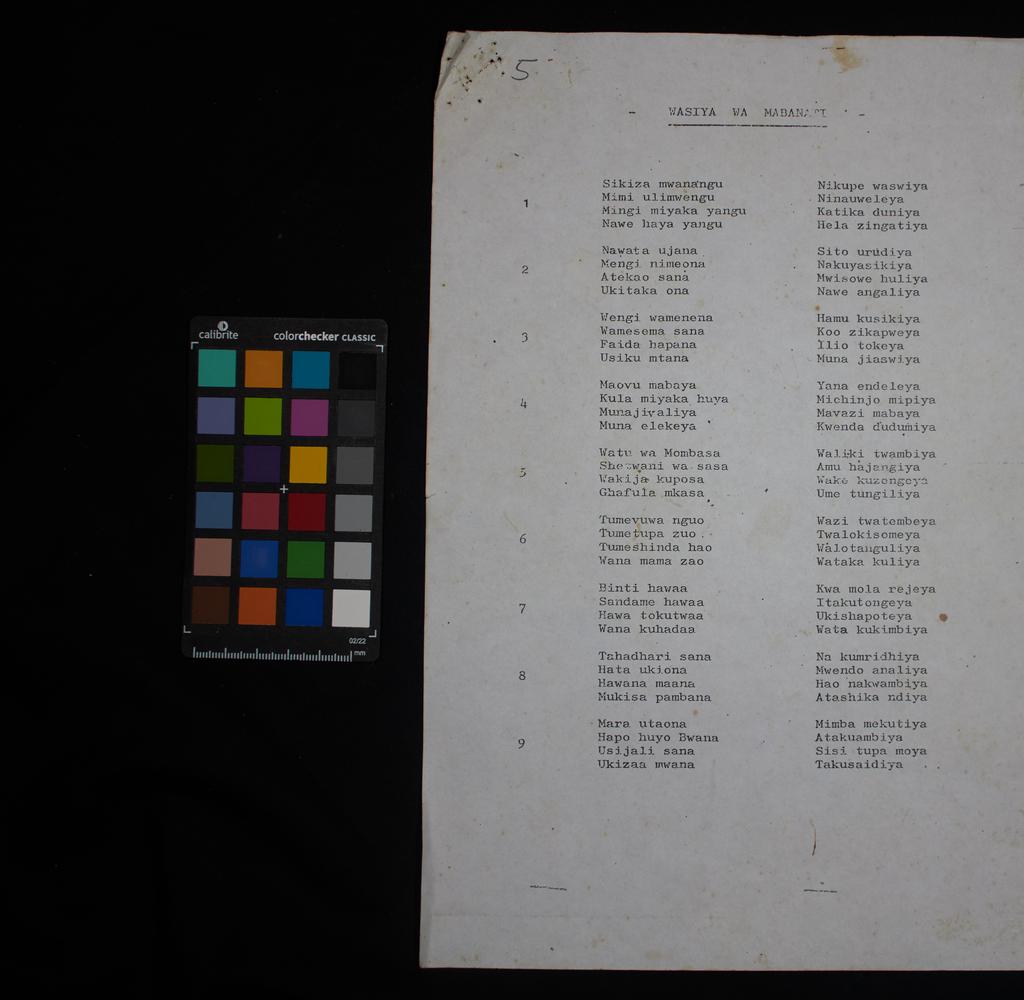 5
- WASIYA WA MABANATI -
1
Sikiza mwanangu Nikupe waswiya
Mimi ulimwengu Ninauweleya
Mingi miyaka yangu Katika duniya
Nawe haya yangu Hela zingatiya
2
Nawata ujana Sito urudiya
Mengi nimeona Nakuyasikiya
Atekao sana Mwisowe huliya
Ukitaka ona Nawe angaliya
3
Wengi wamenena Hamu kusikiya
Wamesema sana Koo zikapweya
Faida hapana Ilio tokeya
Usiku mtana Muna jiaswiya
4
Maovu mabaya Yana endeleya
Kula miyaka huya Michinjo mipiya
Munajivaliya Mavazi mabaya
Muna elekeya Kwenda dudumiya
5
Watu wa Mombasa Waliki twambiya
wa sasa Amu hajangiya
Wakija kuposa Wake kuzengeya
Ghafula mkasa Ume tungiliya
6
Tumevuwa nguo Wazi twatembeya
Tumetupa zuo Twalokisomeya
Tumeshinda hao Walotanguliya
Wana mama zao Wataka kuliya
7
Binti hawaa Kwa mola rejeya
Sandame hawaa Itakutongeya
Hawa tokutwaa Ukishapoteya
Wana kuhadaa Wata kukimbiya
8
Tahadhari sana Na kumridhiya
Hata ukiona Mwendo analiya
Hawana maana Hao nakwambiya
Mukisa pambana Atashika ndiya
9
Mara utaona Mimba mekutiya
Hapo huyo Bwana Atakuambiya
Usijali sana Sisi tupa moya
Ukizaa mwana Takusaidiya
calibrite
colorchecker CLASSIC
02/22
mm